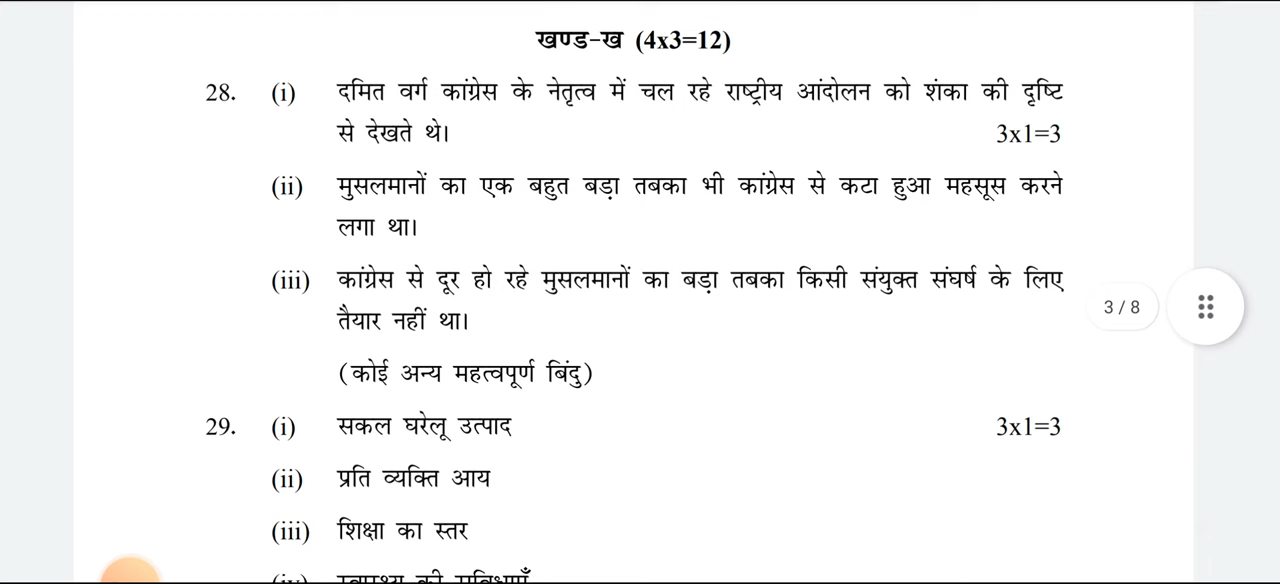 खण्ड-ख (4x3=12)
28. (i) दमित वर्ग कांग्रेस के नेतृत्व में चल रहे राष्ट्रीय आंदोलन को शंका की दृष्टि
से देखते थे। 3x1=3
(ii) मुसलमानों का एक बहुत बड़ा तबका भी कांग्रेस से कटा हुआ महसूस करने
लगा था।
(iii) कांग्रेस से दूर हो रहे मुसलमानों का बड़ा तबका किसी संयुक्त संघर्ष के लिए
तैयार नहीं था।
3 / 8
(कोई अन्य महत्वपूर्ण बिंदु)
29. (i) सकल घरेलू उत्पाद 3x1=3
(ii) प्रति व्यक्ति आय
(iii) शिक्षा का स्तर
(iv) स्वास्थ्य की सुविधाएँ